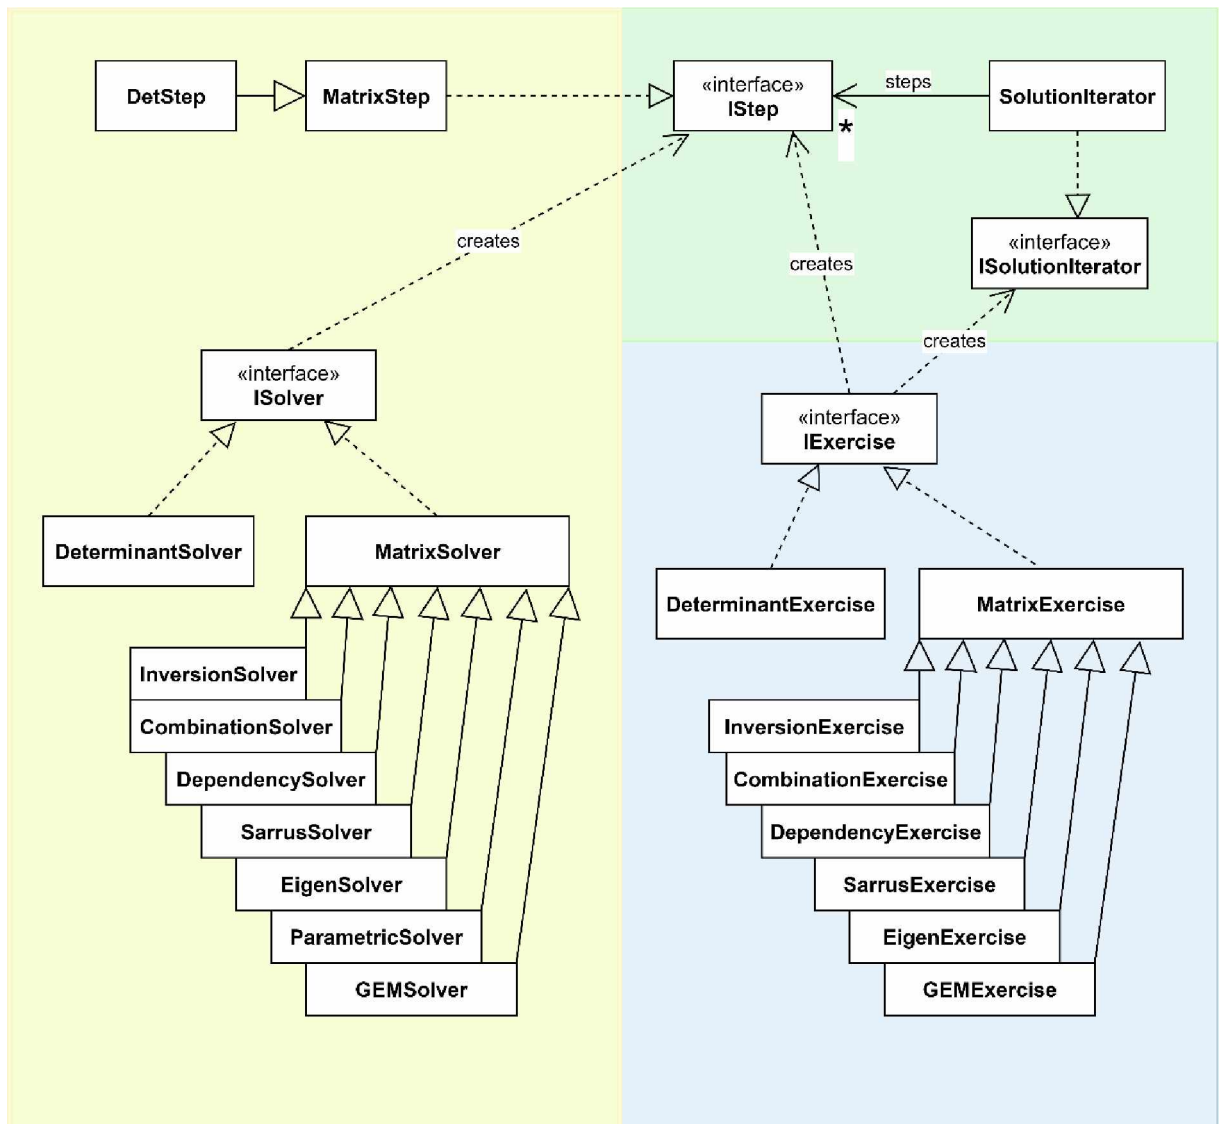 DetStep
MatrixStep
«interface»
IStep
steps
*
SolutionIterator
«interface»
ISolutionIterator
creates
creates
creates
«interface»
ISolver
«interface»
IExercise
DeterminantSolver
MatrixSolver
DeterminantExercise
MatrixExercise
InversionSolver
CombinationSolver
DependencySolver
SarrusSolver
EigenSolver
ParametricSolver
GEMSolver
InversionExercise
CombinationExercise
DependencyExercise
SarrusExercise
EigenExercise
GEMExercise